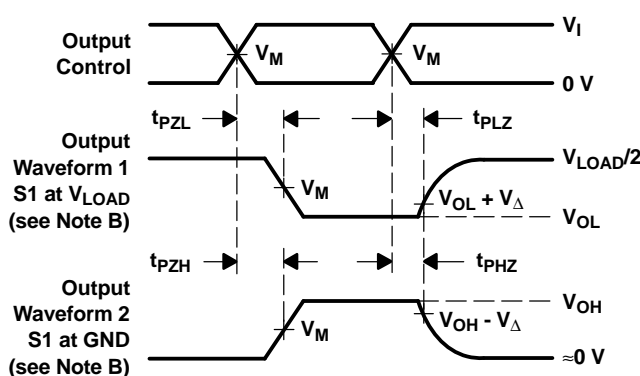 Output
Control
V_M
V_M
V_I
0 V
t_PZL
t_PLZ
Output
Waveform 1
S1 at V_LOAD
(see Note B)
V_M
V_OL + V_Δ
V_LOAD/2
V_OL
t_PZH
t_PHZ
Output
Waveform 2
S1 at GND
(see Note B)
V_M
V_OH - V_Δ
V_OH
≈0 V